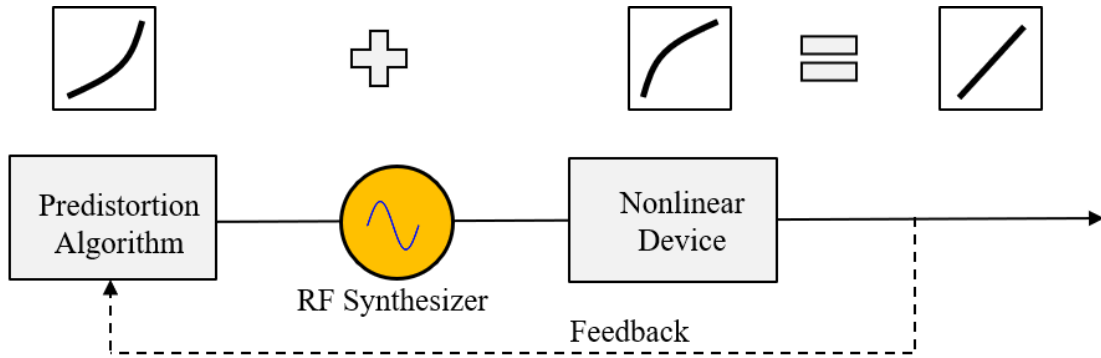 Predistortion
Algorithm
RF Synthesizer
Nonlinear
Device
Feedback